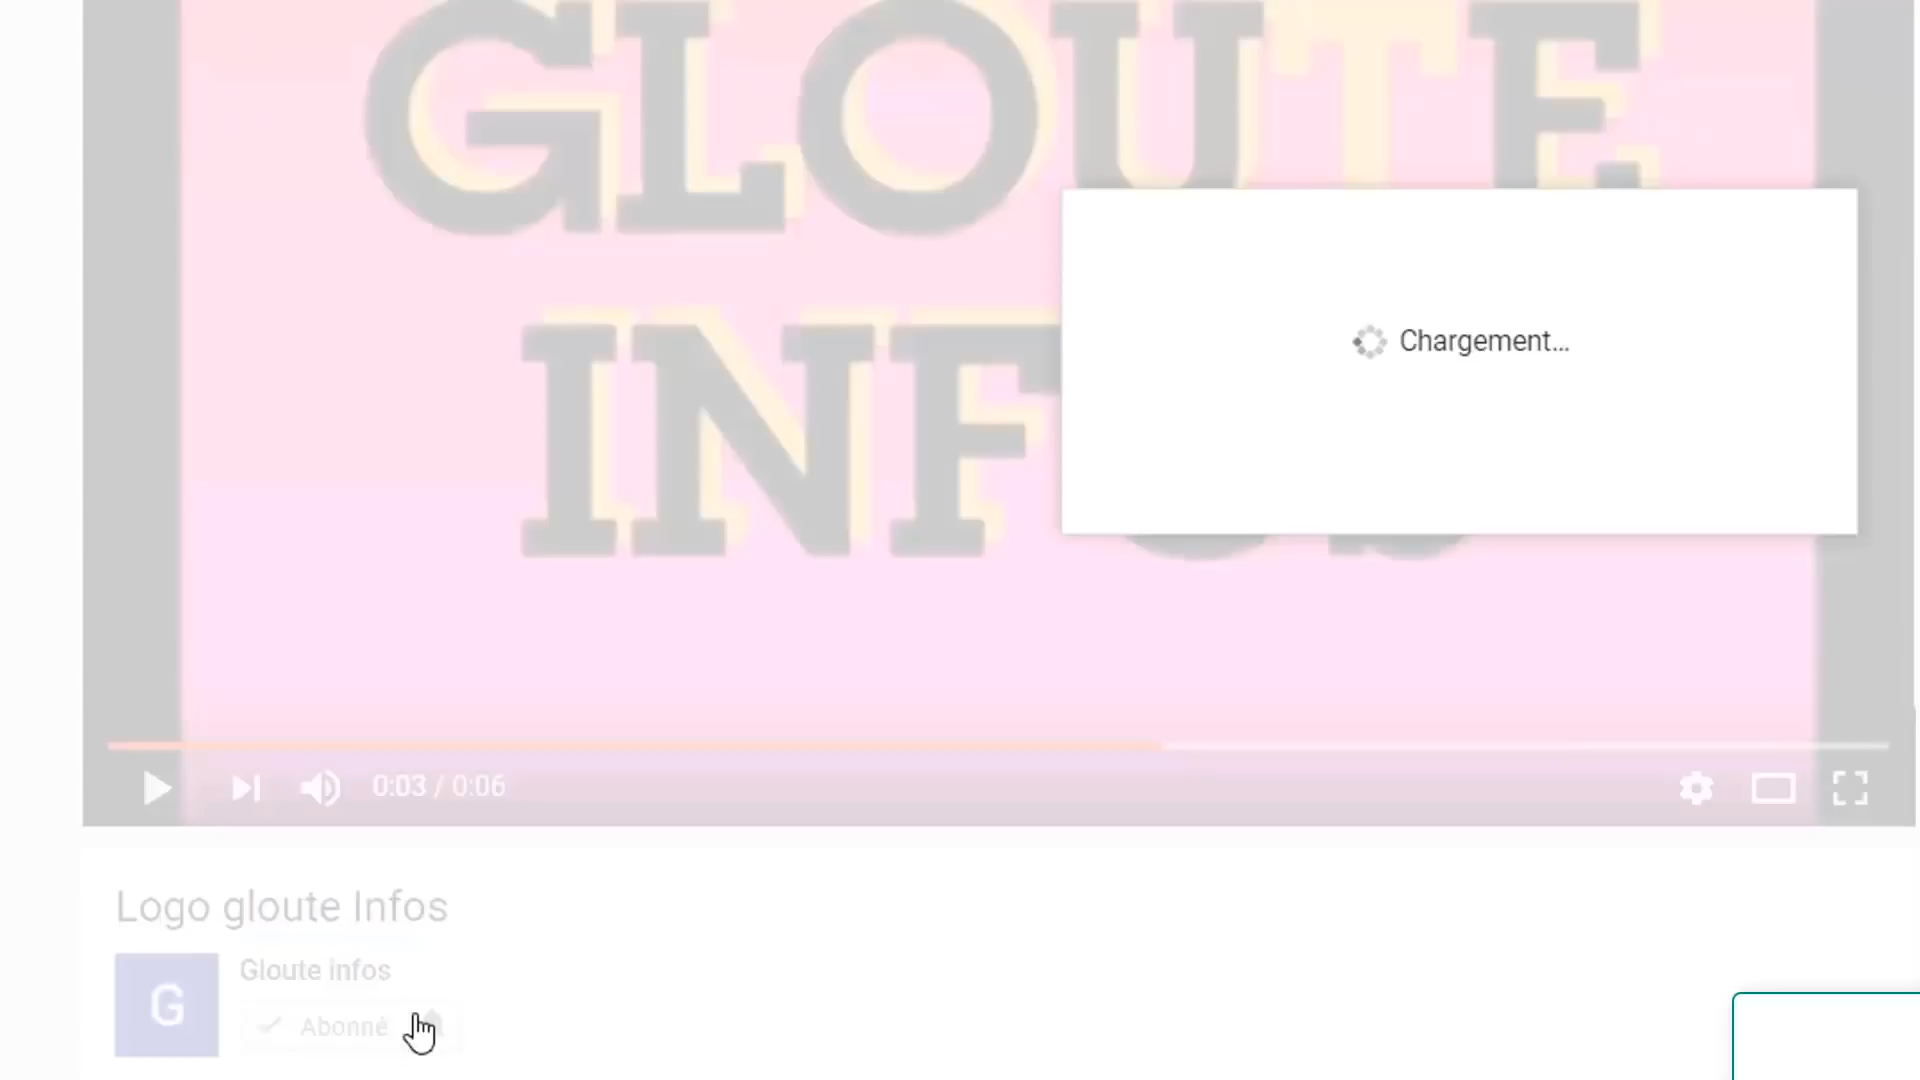 GLOUTE
INF
Chargement...
0:03 / 0:06
Logo gloute Infos
G
Gloute infos
Abonné